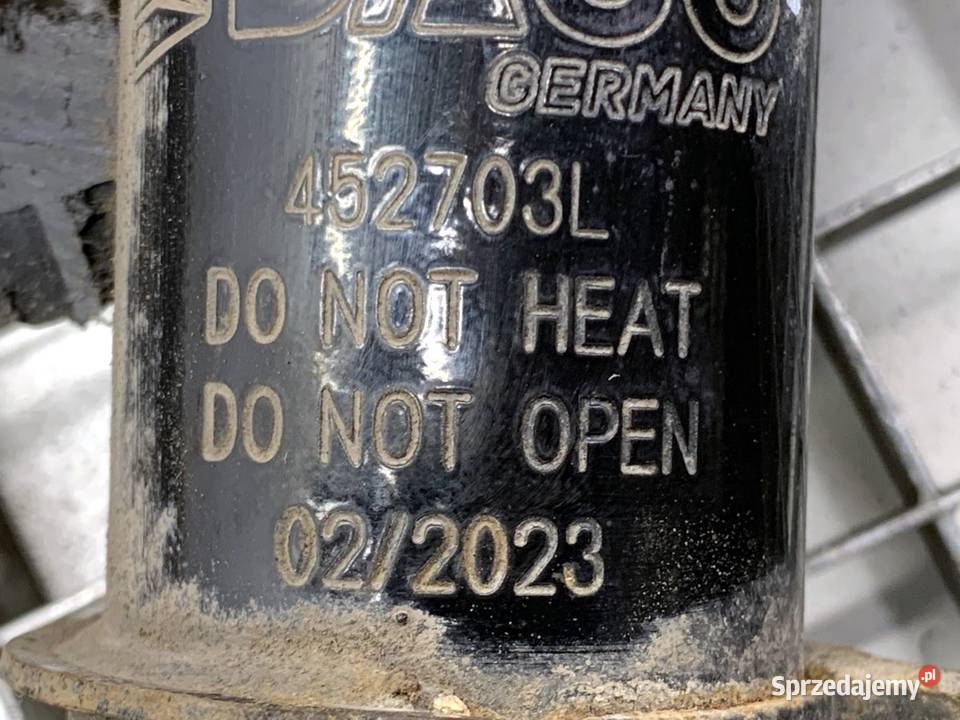 GERMANY
452703L
DO NOT HEAT
DO NOT OPEN
02/2023
Sprzedajemy.pl